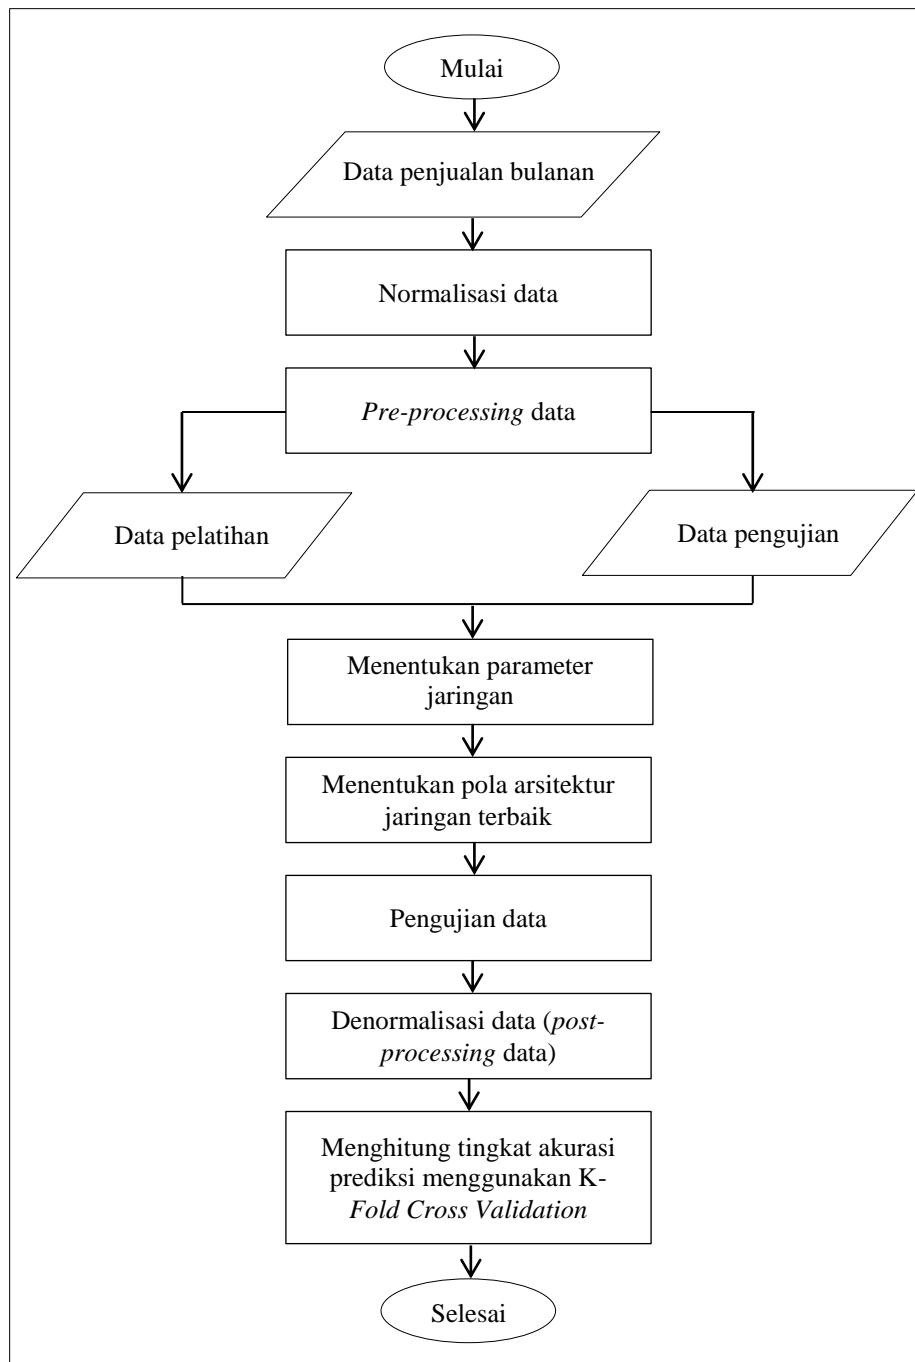 Mulai
Data penjualan bulanan
Normalisasi data
Pre-processing data
Data pelatihan
Data pengujian
Menentukan parameter
jaringan
Menentukan pola arsitektur
jaringan terbaik
Pengujian data
Denormalisasi data (post-
processing data)
Menghitung tingkat akurasi
prediksi menggunakan K-
Fold Cross Validation
Selesai